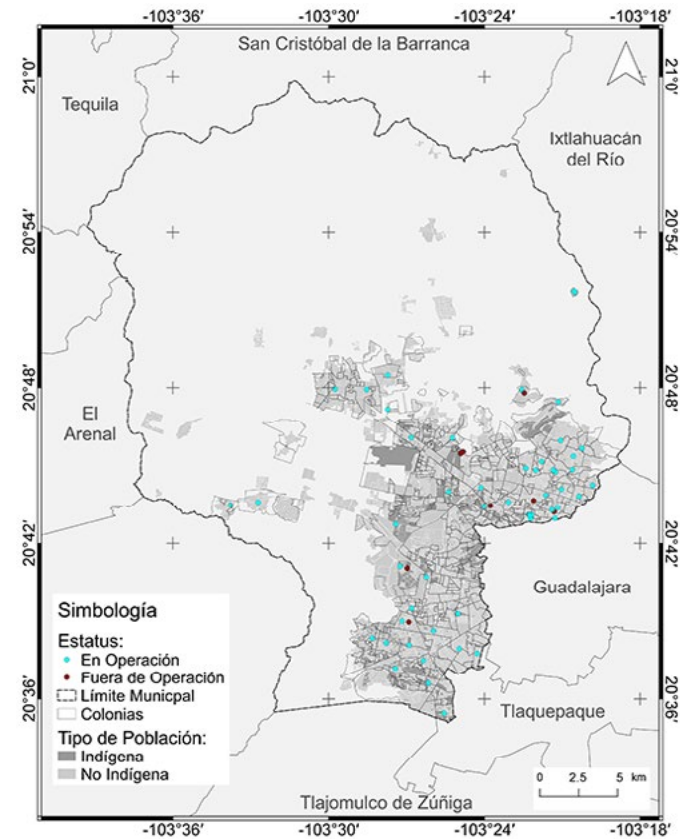 -103°36' -103°30' -103°24' -103°18'
San Cristóbal de la Barranca
21°0' 21°0'
Tequila
Ixtlahuacán
del Río
20°54' 20°54'
20°48' 20°48'
El
Arenal
20°42' 20°42'
Guadalajara
Simbología
Estatus:
En Operación
Fuera de Operación
Límite Municpal
Colonias
Tipo de Población:
Indígena
No Indígena
20°36' 20°36'
Tlaquepaque
0 2.5 5 km
Tlajomulco de Zúñiga
-103°36' -103°30' -103°24' -103°18'